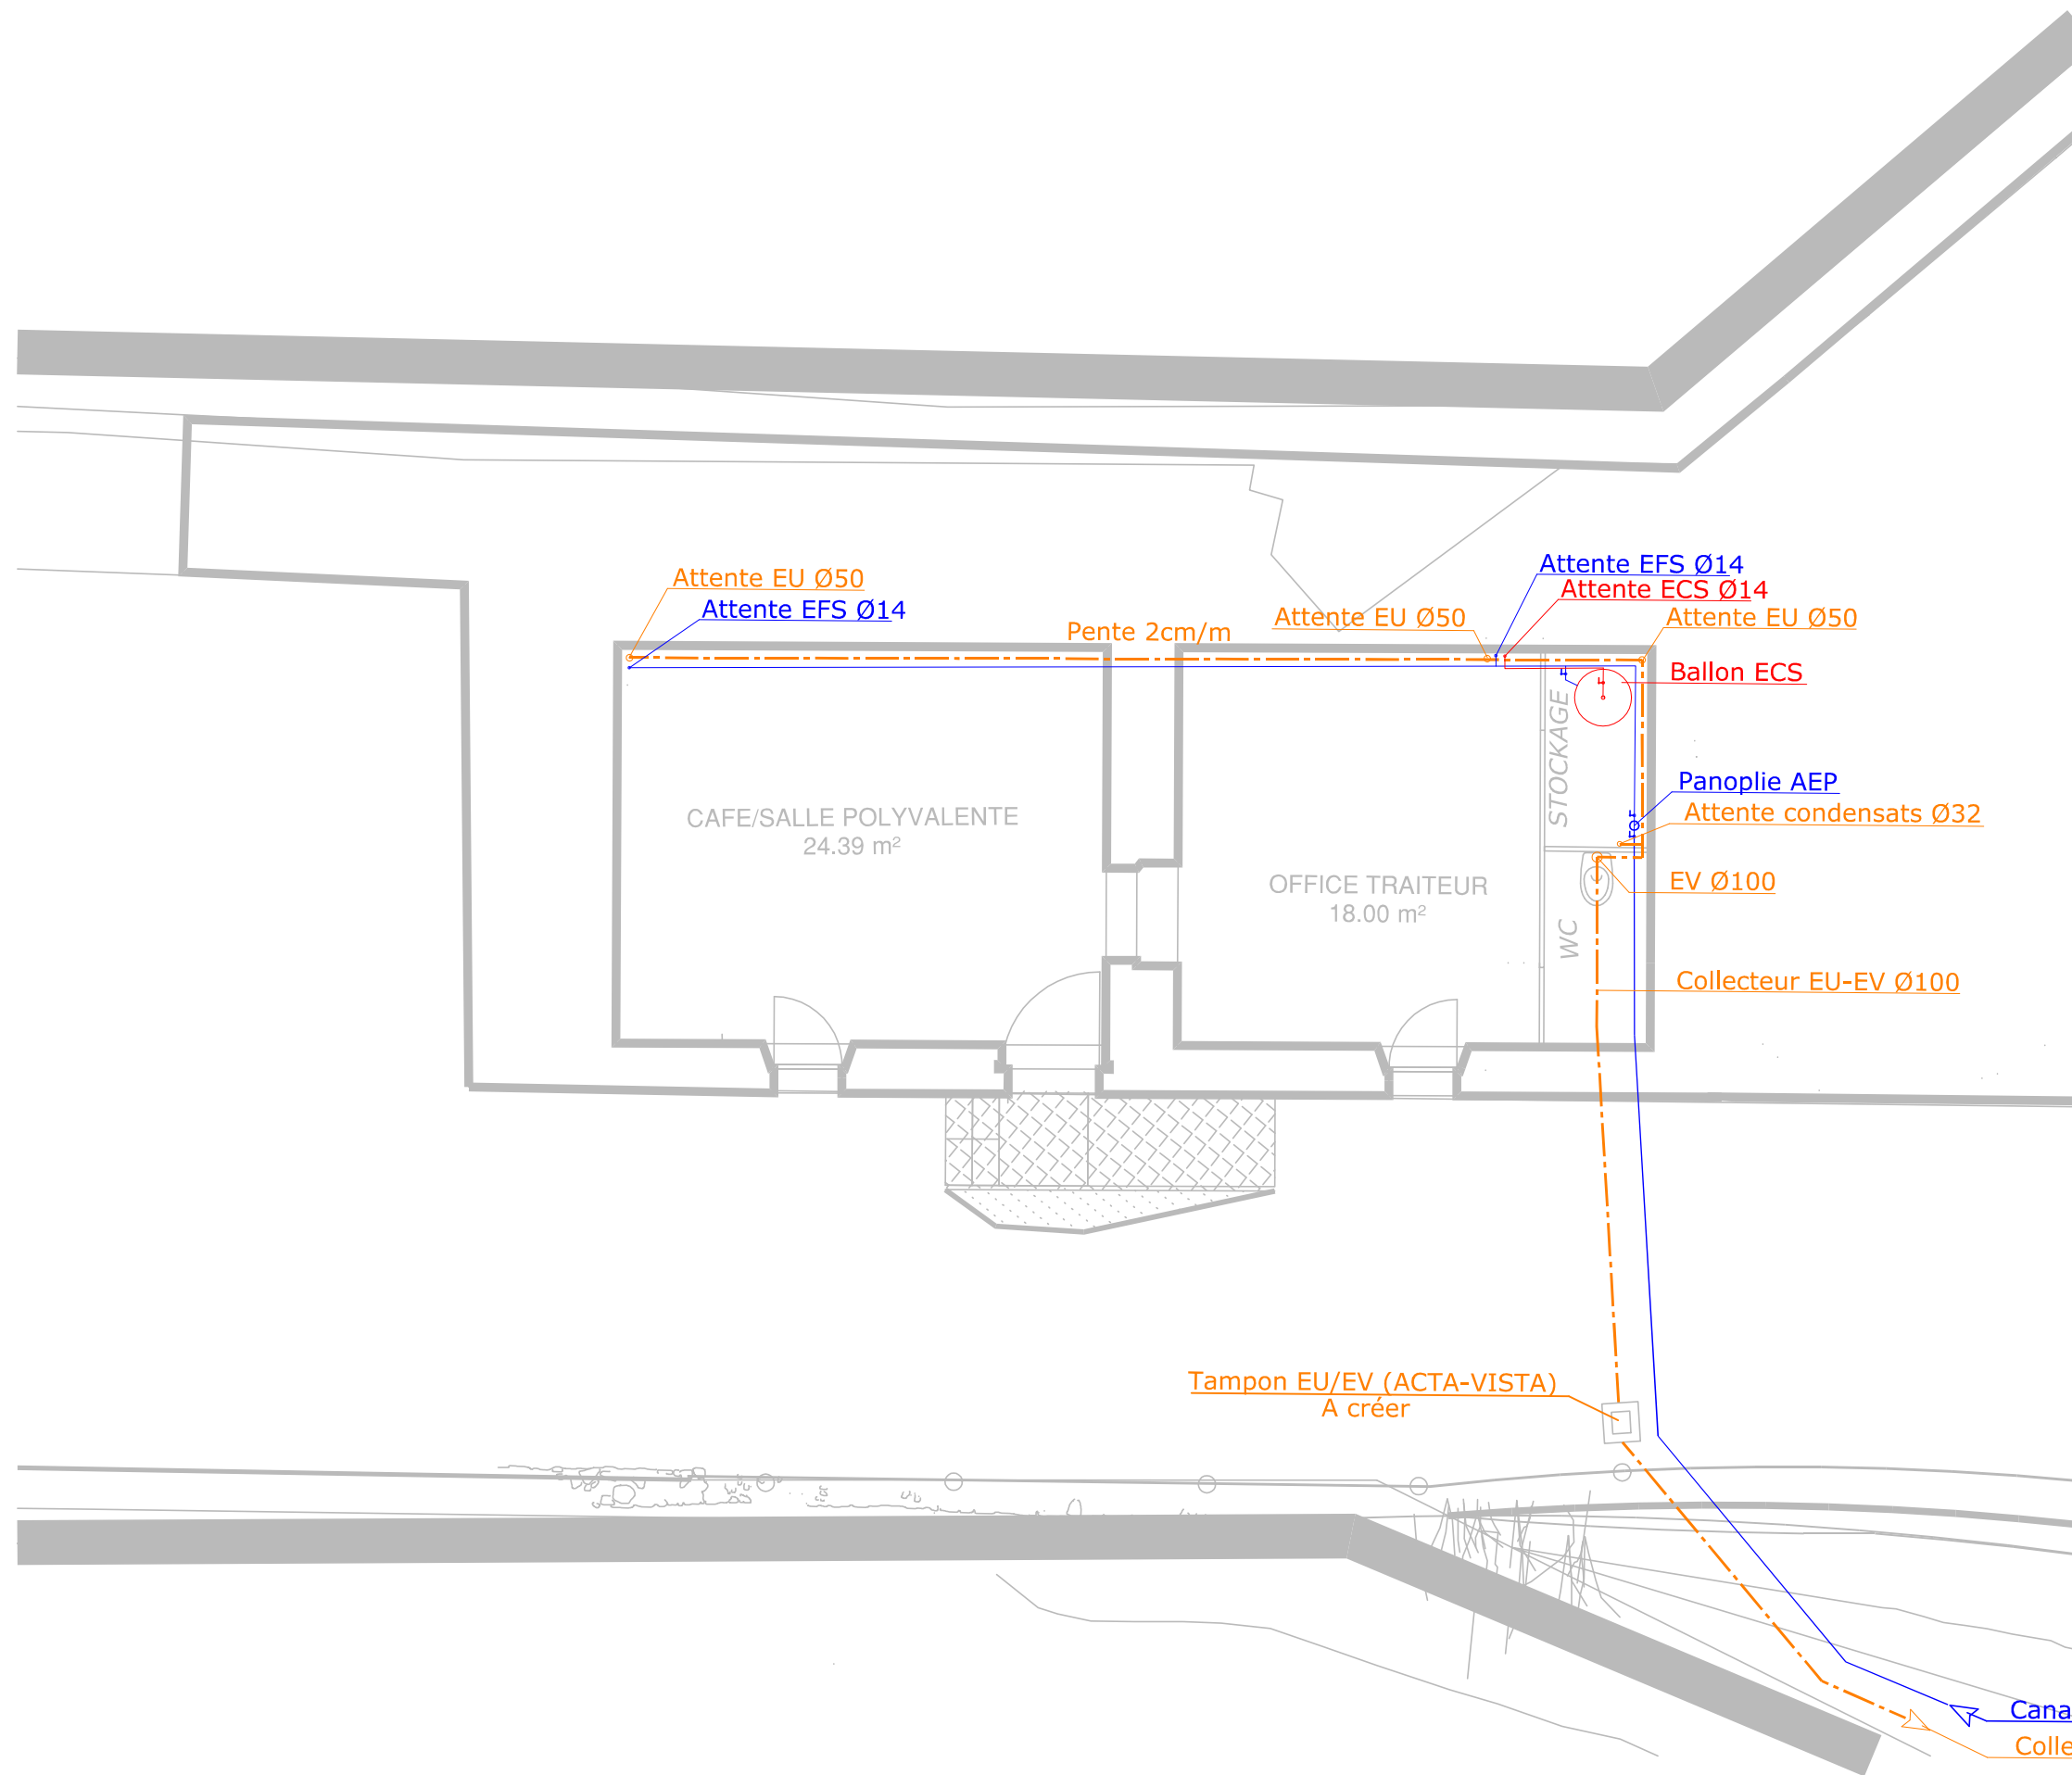 Attente EFS Ø14
Attente EU Ø50
Attente ECS Ø14
Attente EFS Ø14
Attente EU Ø50
Attente EU Ø50
Pente 2cm/m
Ballon ECS
STOCKAGE
Panoplie AEP
Attente condensats Ø32
CAFE/SALLE POLYVALENTE
24.39 m²
OFFICE TRAITEUR
18.00 m²
EV Ø100
WC
Collecteur EU-EV Ø100
Tampon EU/EV (ACTA-VISTA)
A créer
Cana
Colle